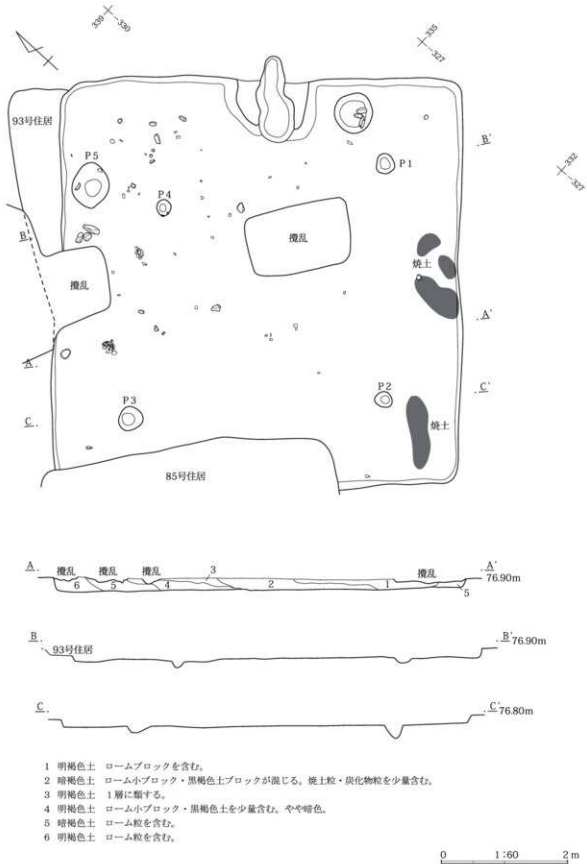 339
-330
335
-327
332
-327
93号住居
B'
P5
P1
P4
B
攪乱
焼土
攪乱
A'
A
P2
C'
P3
C
焼土
85号住居
A 攪乱 攪乱 攪乱 3 攪乱 A'
6 5 4 2 1 5 76.90m
B 93号住居 B' 76.90m
C C' 76.80m
1 明褐色土 ロームブロックを含む。
2 暗褐色土 ローム小ブロック・黒褐色土ブロックが混じる。焼土粒・炭化物粒を少量含む。
3 明褐色土 1層に類する。
4 明褐色土 ローム小ブロック・黒褐色土を少量含む。やや暗色。
5 暗褐色土 ローム粒を含む。
6 明褐色土 ローム粒を含む。
0 1:60 2m